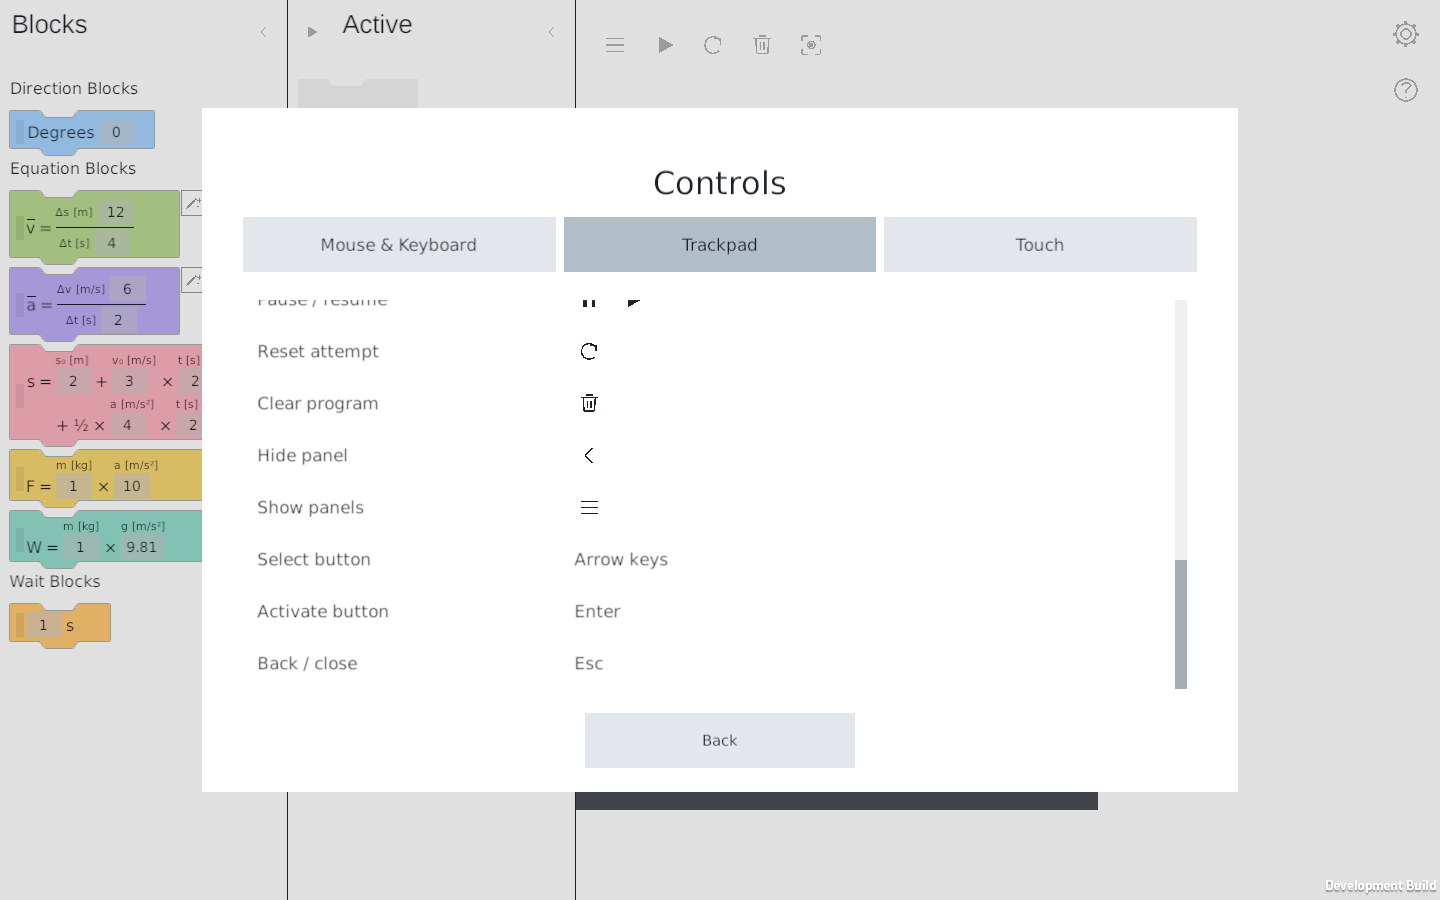 Blocks
Active
Direction Blocks
Degrees 0
Equation Blocks
v = Δs [m] 12
Δt [s] 4
a = Δv [m/s] 6
Δt [s] 2
s₀ [m] v₀ [m/s] t [s]
s = 2 + 3 × 2
a [m/s²] t [s]
+ ½ × 4 × 2
m [kg] a [m/s²]
F = 1 × 10
m [kg] g [m/s²]
W = 1 × 9.81
Wait Blocks
1 s
Controls
Mouse & Keyboard
Trackpad
Touch
Pause / resume
Reset attempt
Clear program
Hide panel
Show panels
Select button Arrow keys
Activate button Enter
Back / close Esc
Back
Development Build